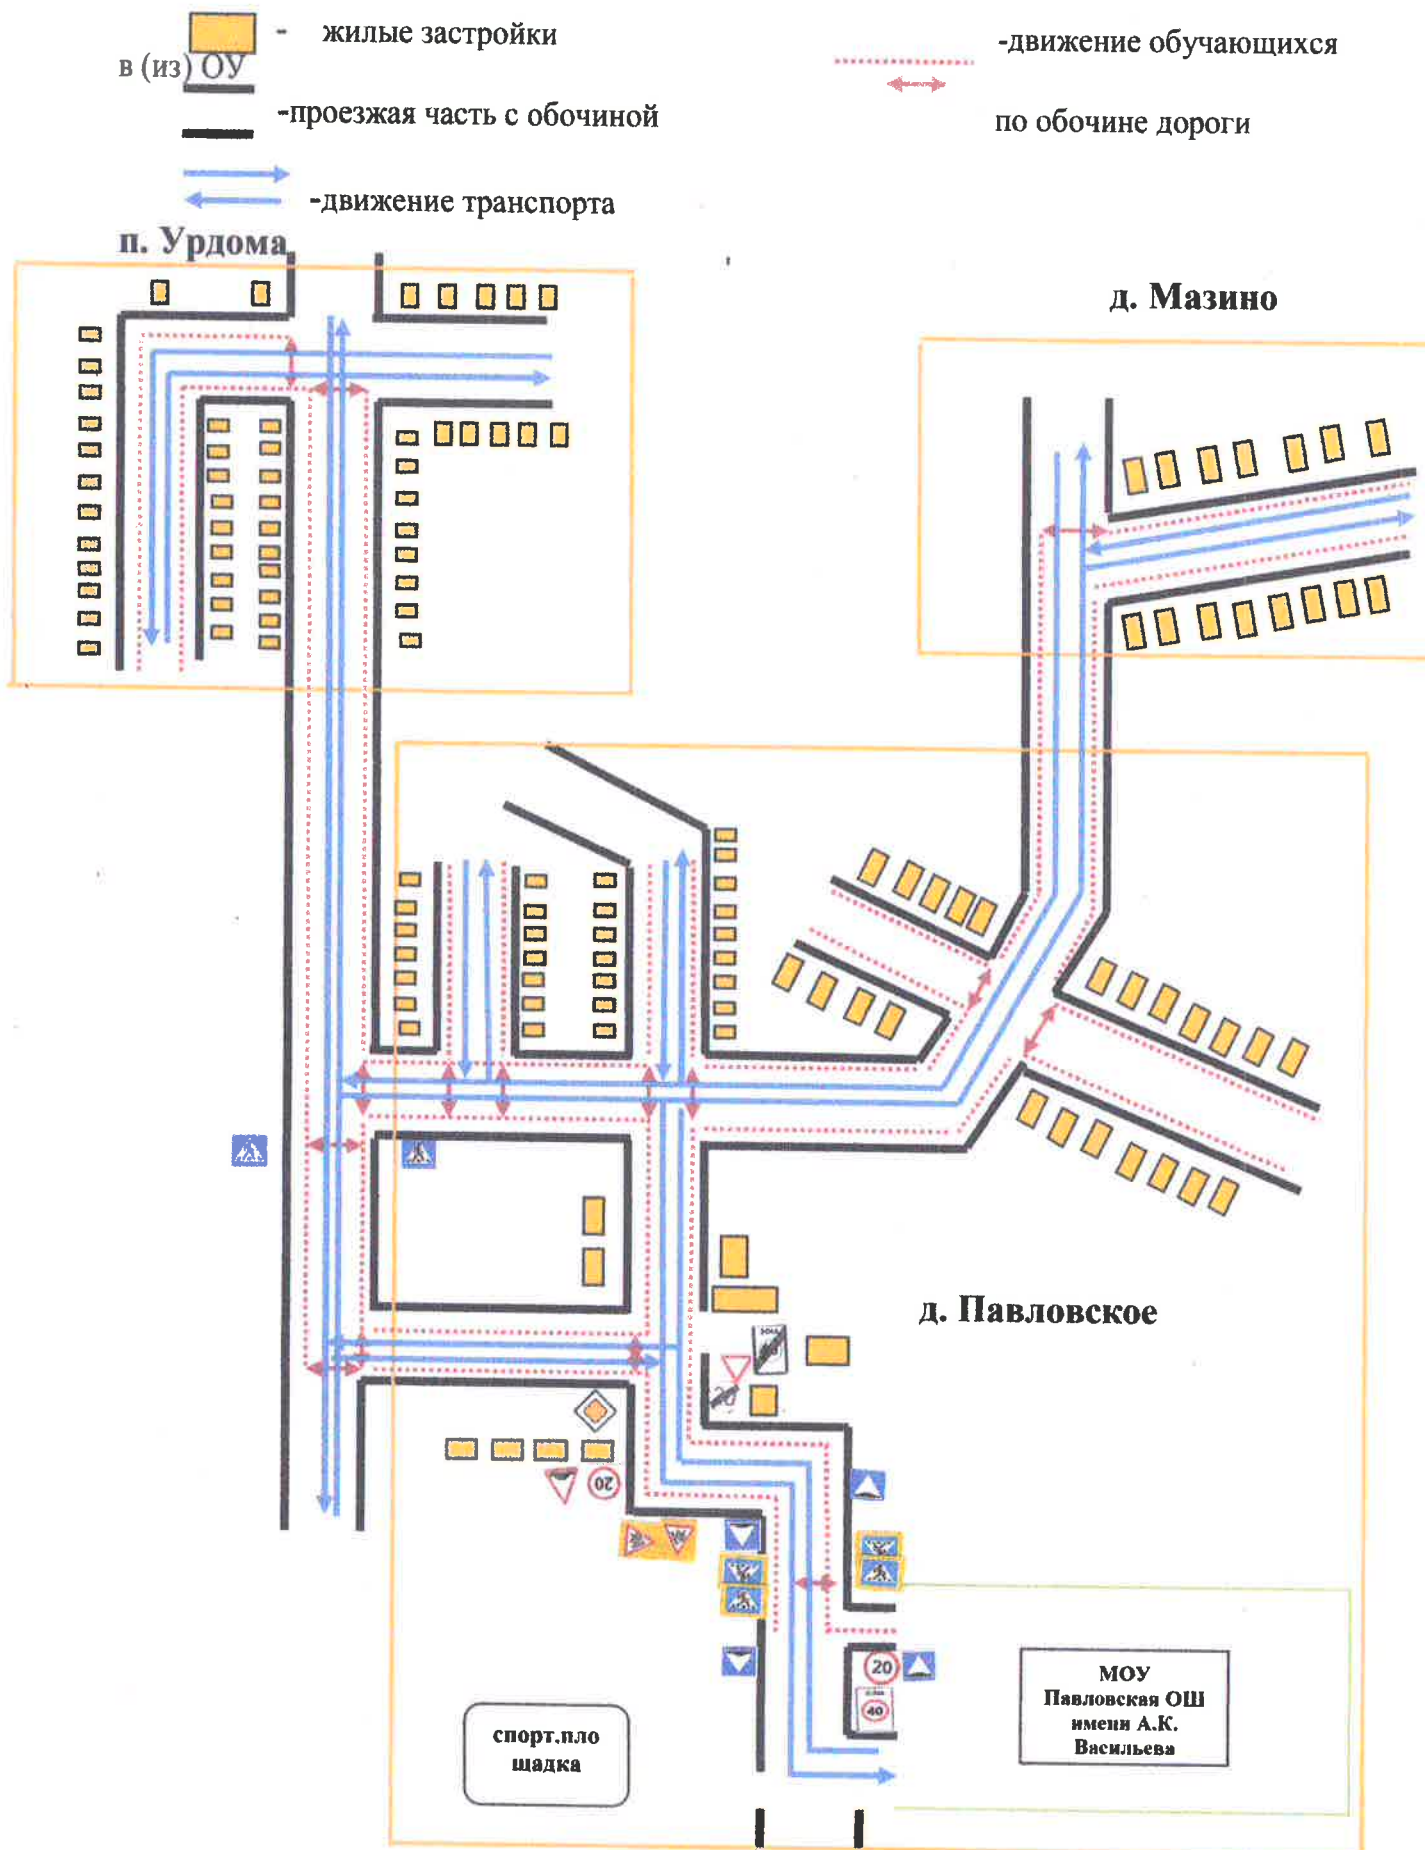 - жилые застройки
в (из) ОУ
-проезжая часть с обочиной
-движение транспорта
-движение обучающихся
по обочине дороги
п. Урдома
д. Мазино
д. Павловское
20
20
40
МОУ
Павловская ОШ
имени А.К.
Васильева
спорт.пло
щадка